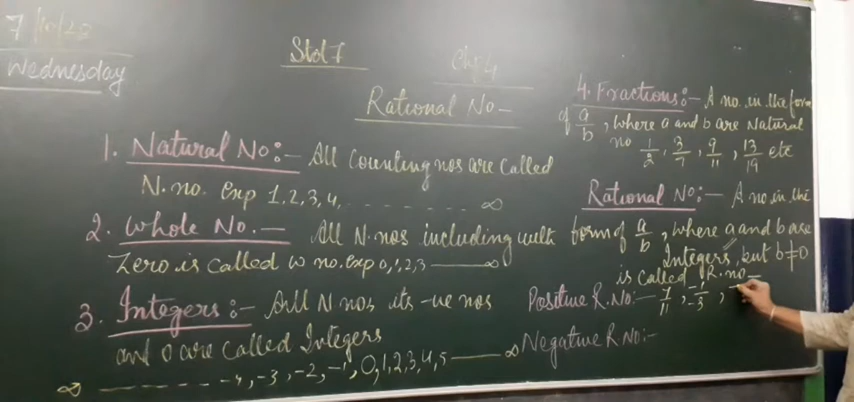 7/10/23
Wednesday
Std 7
Ch 4
Rational No —
1. Natural No:— All Counting nos are called
N.no. exp 1,2,3,4, - - - - - - - - ∞
2. Whole No.— All N.nos including with
Zero is called W no. exp 0,1,2,3 ——— ∞
3. Integers:— All N nos, its -ve nos
and 0 are called Integers
∞ - - - - - - - - -4,-3,-2,-1,0,1,2,3,4,5 ——— ∞
4. Fractions:— A no. in the form
of a/b, where a and b are Natural
no 1/2, 3/7, 9/11, 13/19 etc
Rational No:— A no in the
form of a/b, where a and b are
Integers, but b≠0
is called R.no—
Positive R.No:— 7/11, -1/-3, -
Negative R No:-